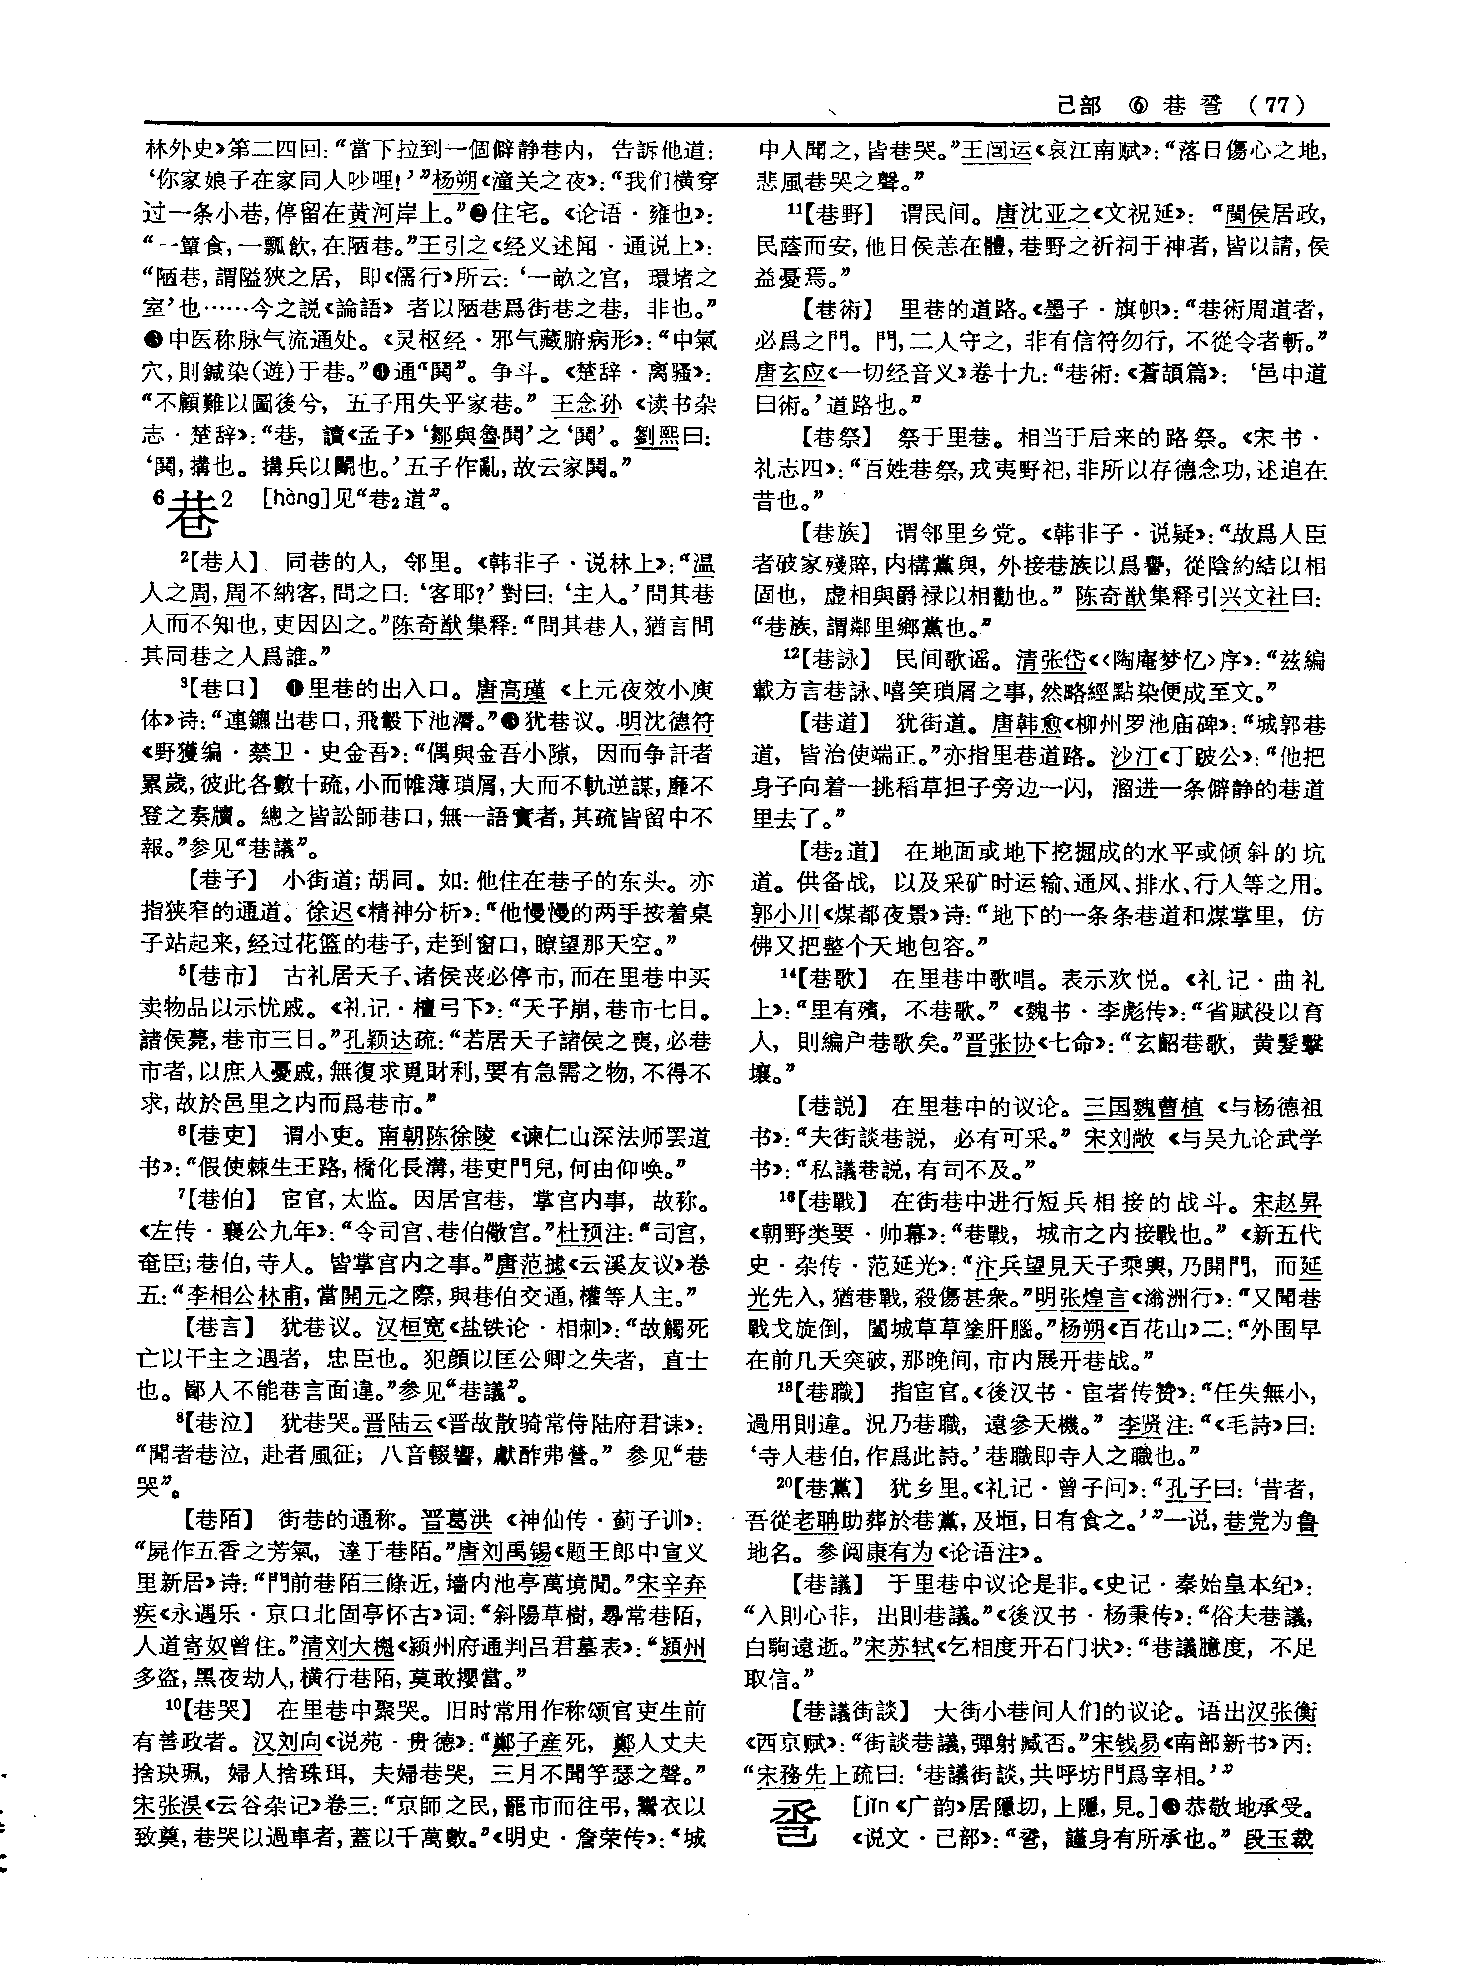 己部 ⑥ 巷 卺 (77)
林外史》第二四回：“當下拉到一個僻静巷内，告訴他道：
‘你家娘子在家同人吵哩！’”杨朔《潼关之夜》：“我们横穿
过一条小巷，停留在黄河岸上。”❷住宅。《论语·雍也》：
“一簞食，一瓢飲，在陋巷。”王引之《经义述闻·通说上》：
“陋巷，謂隘狹之居，即《儒行》所云：‘一畝之宫，環堵之
室’也……今之説《論語》者以陋巷爲街巷之巷，非也。”
❸中医称脉气流通处。《灵枢经·邪气藏腑病形》：“中氣
穴，則鍼染（遊）于巷。”❹通“鬨”。争斗。《楚辞·离骚》：
“不顧難以圖後兮，五子用失乎家巷。”王念孙《读书杂
志·楚辞》：“巷，讀《孟子》‘鄒與魯鬨’之‘鬨’。劉熙曰：
‘鬨，搆也。搆兵以鬭也。’五子作亂，故云家鬨。”
6巷2 [hàng]见“巷₂道”。
²【巷人】 同巷的人，邻里。《韩非子·说林上》：“温
人之周，周不納客，問之曰：‘客耶？’對曰：‘主人。’問其巷
人而不知也，吏因囚之。”陈奇猷集释：“問其巷人，猶言問
其同巷之人爲誰。”
³【巷口】 ❶里巷的出入口。唐高瑾《上元夜效小庾
体》诗：“連鑣出巷口，飛轂下池漘。”❷犹巷议。明沈德符
《野獲编·禁卫·史金吾》：“偶與金吾小隙，因而争訐者
累歲，彼此各數十疏，小而帷薄瑣屑，大而不軌逆謀，靡不
登之奏牘。總之皆訟師巷口，無一語實者，其疏皆留中不
報。”参见“巷議”。
【巷子】 小街道；胡同。如：他住在巷子的东头。亦
指狭窄的通道。徐迟《精神分析》：“他慢慢的两手按着桌
子站起来，经过花篮的巷子，走到窗口，瞭望那天空。”
⁵【巷市】 古礼居天子、诸侯丧必停市，而在里巷中买
卖物品以示忧戚。《礼记·檀弓下》：“天子崩，巷市七日。
諸侯薨，巷市三日。”孔颖达疏：“若居天子諸侯之喪，必巷
市者，以庶人憂戚，無復求覓財利，要有急需之物，不得不
求，故於邑里之内而爲巷市。”
⁶【巷吏】 谓小吏。南朝陈徐陵《谏仁山深法师罢道
书》：“假使棘生王路，橋化長溝，巷吏門兒，何由仰唤。”
⁷【巷伯】 宦官，太监。因居宫巷，掌宫内事，故称。
《左传·襄公九年》：“令司宫、巷伯儆宫。”杜预注：“司宫，
奄臣；巷伯，寺人。皆掌宫内之事。”唐范摅《云溪友议》卷
五：“李相公林甫，當開元之際，與巷伯交通，權等人主。”
【巷言】 犹巷议。汉桓宽《盐铁论·相刺》：“故觸死
亡以干主之過者，忠臣也。犯顔以匡公卿之失者，直士
也。鄙人不能巷言面違。”参见“巷議”。
⁸【巷泣】 犹巷哭。晋陆云《晋故散骑常侍陆府君诔》：
“聞者巷泣，赴者風征；八音輟響，獻酢弗營。”参见“巷
哭”。
【巷陌】 街巷的通称。晋葛洪《神仙传·蓟子训》：
“屍作五香之芳氣，達于巷陌。”唐刘禹锡《题王郎中宣义
里新居》诗：“門前巷陌三條近，墻内池亭萬境閒。”宋辛弃
疾《永遇乐·京口北固亭怀古》词：“斜陽草樹，尋常巷陌，
人道寄奴曾住。”清刘大櫆《颍州府通判吕君墓表》：“潁州
多盗，黑夜劫人，横行巷陌，莫敢攖當。”
¹⁰【巷哭】 在里巷中聚哭。旧时常用作称颂官吏生前
有善政者。汉刘向《说苑·贵德》：“鄭子産死，鄭人丈夫
捨玦珮，婦人捨珠珥，夫婦巷哭，三月不聞竽瑟之聲。”
宋张淏《云谷杂记》卷三：“京師之民，罷市而往弔，鬻衣以
致奠，巷哭以過車者，蓋以千萬數。”《明史·詹荣传》：“城
中人聞之，皆巷哭。”王闿运《哀江南赋》：“落日傷心之地，
悲風巷哭之聲。”
¹¹【巷野】 谓民间。唐沈亚之《文祝延》：“閩侯居政，
民蔭而安，他日侯恙在體，巷野之祈祠于神者，皆以請，侯
益憂焉。”
【巷術】 里巷的道路。《墨子·旗帜》：“巷術周道者，
必爲之門。門，二人守之，非有信符勿行，不從令者斬。”
唐玄应《一切经音义》卷十九：“巷術：《蒼頡篇》：‘邑中道
曰術。’道路也。”
【巷祭】 祭于里巷。相当于后来的路祭。《宋书·
礼志四》：“百姓巷祭，戎夷野祀，非所以存德念功，述追在
昔也。”
【巷族】 谓邻里乡党。《韩非子·说疑》：“故爲人臣
者破家殘賥，内構黨與，外接巷族以爲譽，從陰約結以相
固也，虚相與爵禄以相勸也。”陈奇猷集释引兴文社曰：
“巷族，謂鄰里鄉黨也。”
¹²【巷詠】 民间歌谣。清张岱《〈陶庵梦忆〉序》：“兹編
載方言巷詠、嘻笑瑣屑之事，然略經點染便成至文。”
【巷道】 犹街道。唐韩愈《柳州罗池庙碑》：“城郭巷
道，皆治使端正。”亦指里巷道路。沙汀《丁跛公》：“他把
身子向着一挑稻草担子旁边一闪，溜进一条僻静的巷道
里去了。”
【巷₂道】 在地面或地下挖掘成的水平或倾斜的坑
道。供备战，以及采矿时运输、通风、排水、行人等之用。
郭小川《煤都夜景》诗：“地下的一条条巷道和煤掌里，仿
佛又把整个天地包容。”
¹⁴【巷歌】 在里巷中歌唱。表示欢悦。《礼记·曲礼
上》：“里有殯，不巷歌。”《魏书·李彪传》：“省賦役以育
人，則编户巷歌矣。”晋张协《七命》：“玄齠巷歌，黄髮擊
壤。”
【巷説】 在里巷中的议论。三国魏曹植《与杨德祖
书》：“夫街談巷説，必有可采。”宋刘敞《与吴九论武学
书》：“私議巷説，有司不及。”
¹⁶【巷戰】 在街巷中进行短兵相接的战斗。宋赵昇
《朝野类要·帅幕》：“巷戰，城市之内接戰也。”《新五代
史·杂传·范延光》：“汴兵望見天子乘輿，乃開門，而延
光先入，猶巷戰，殺傷甚衆。”明张煌言《滃洲行》：“又聞巷
戰戈旋倒，闔城草草塗肝腦。”杨朔《百花山》二：“外围早
在前几天突破，那晚间，市内展开巷战。”
¹⁸【巷職】 指宦官。《後汉书·宦者传赞》：“任失無小，
過用則違。況乃巷職，遠參天機。”李贤注：“《毛詩》曰：
‘寺人巷伯，作爲此詩。’巷職即寺人之職也。”
²⁰【巷黨】 犹乡里。《礼记·曾子问》：“孔子曰：‘昔者，
吾從老聃助葬於巷黨，及堩，日有食之。’”一说，巷党为鲁
地名。参阅康有为《论语注》。
【巷議】 于里巷中议论是非。《史记·秦始皇本纪》：
“入則心非，出則巷議。”《後汉书·杨秉传》：“俗夫巷議，
白駒遠逝。”宋苏轼《乞相度开石门状》：“巷議臆度，不足
取信。”
【巷議街談】 大街小巷间人们的议论。语出汉张衡
《西京赋》：“街談巷議，彈射臧否。”宋钱易《南部新书》丙：
“宋務先上疏曰：‘巷議街談，共呼坊門爲宰相。’”
卺 [jǐn《广韵》居隱切，上隱，見。]❶恭敬地承受。
《说文·己部》：“卺，謹身有所承也。”段玉裁